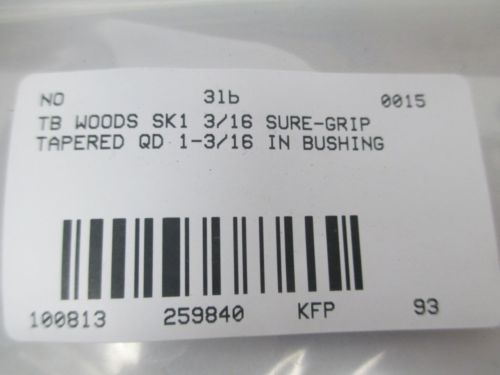 NO 3lb 0015
TB WOODS SK1 3/16 SURE-GRIP
TAPERED QD 1-3/16 IN BUSHING
100813 259840 KFP 93